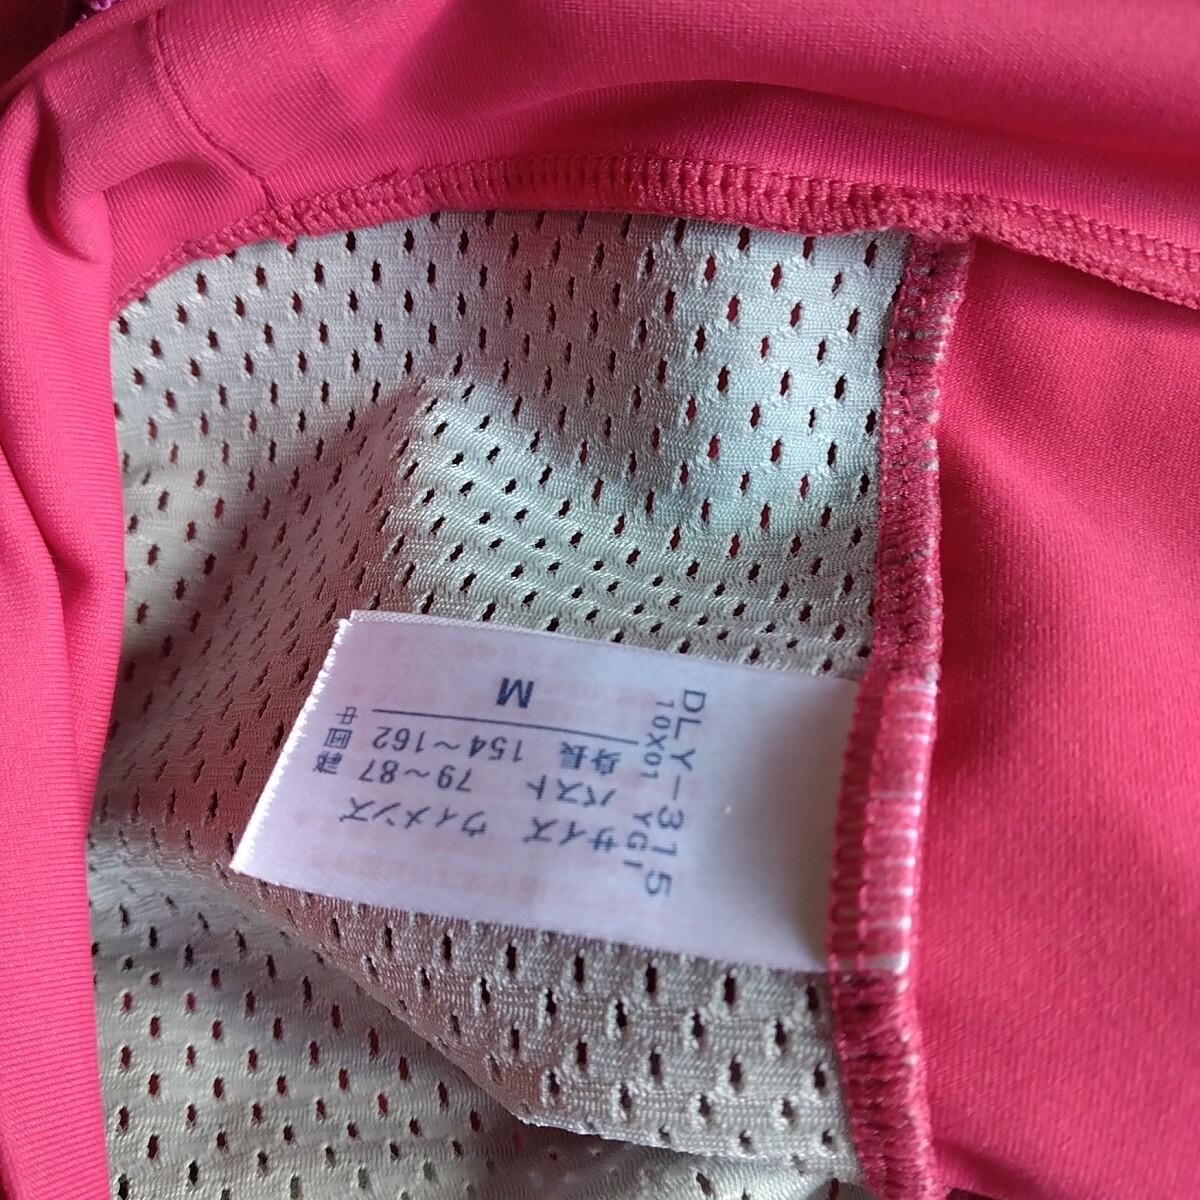 DLY-315
10X01 YGI
サイズ ウィメンズ
バスト 79〜87
身長 154〜162
M
中国製